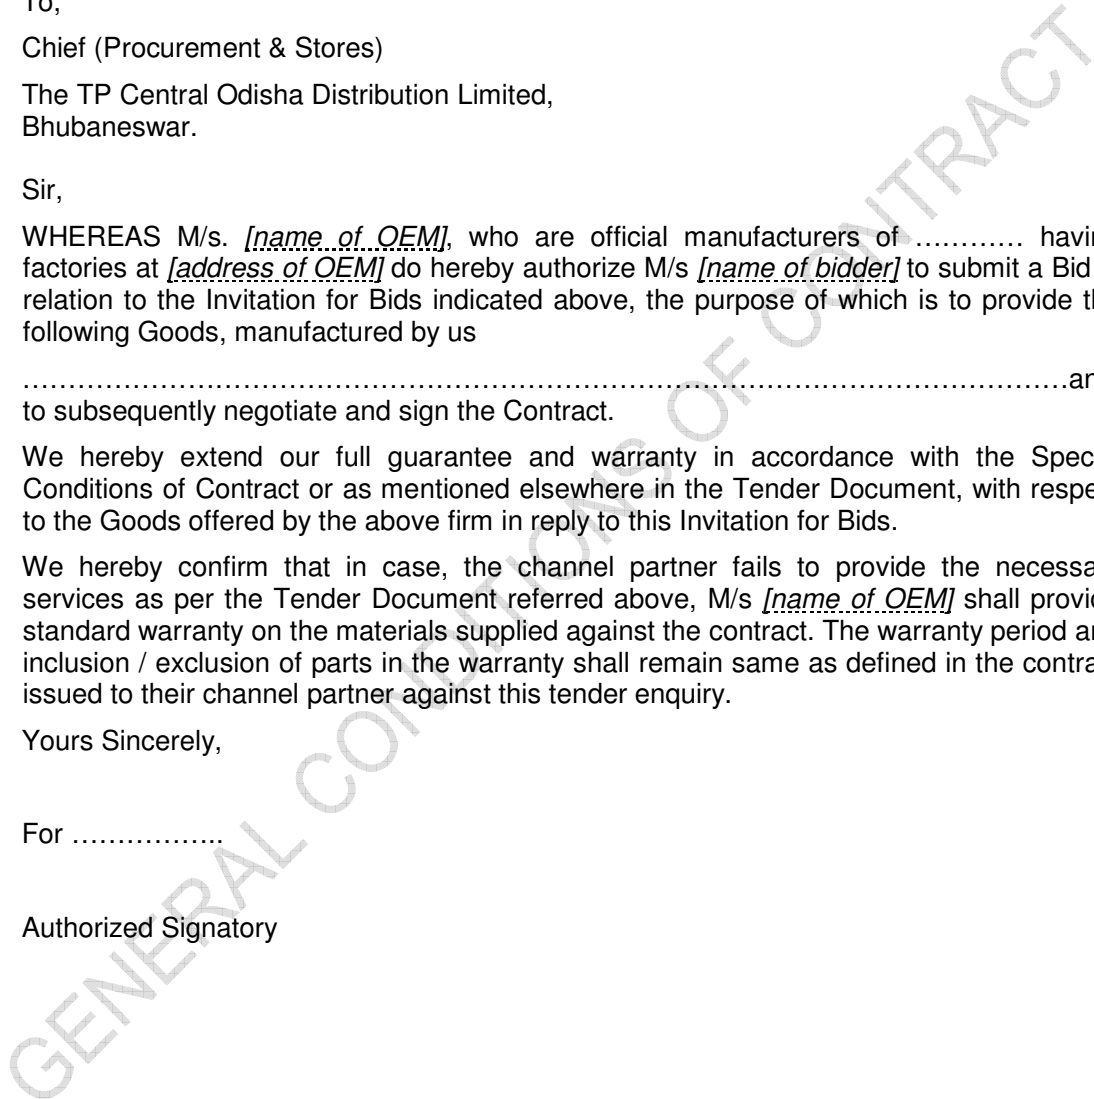 To,
Chief (Procurement & Stores)
The TP Central Odisha Distribution Limited,
Bhubaneswar.
Sir,
WHEREAS M/s. [name of OEM], who are official manufacturers of ………… havin
factories at [address of OEM] do hereby authorize M/s [name of bidder] to submit a Bid
relation to the Invitation for Bids indicated above, the purpose of which is to provide th
following Goods, manufactured by us
……………………………………………………………………………………………………an
to subsequently negotiate and sign the Contract.
We hereby extend our full guarantee and warranty in accordance with the Spec
Conditions of Contract or as mentioned elsewhere in the Tender Document, with respe
to the Goods offered by the above firm in reply to this Invitation for Bids.
We hereby confirm that in case, the channel partner fails to provide the necessa
services as per the Tender Document referred above, M/s [name of OEM] shall provid
standard warranty on the materials supplied against the contract. The warranty period an
inclusion / exclusion of parts in the warranty shall remain same as defined in the contra
issued to their channel partner against this tender enquiry.
Yours Sincerely,
For ……………..
Authorized Signatory
GENERAL CONDITIONS OF CONTRACT